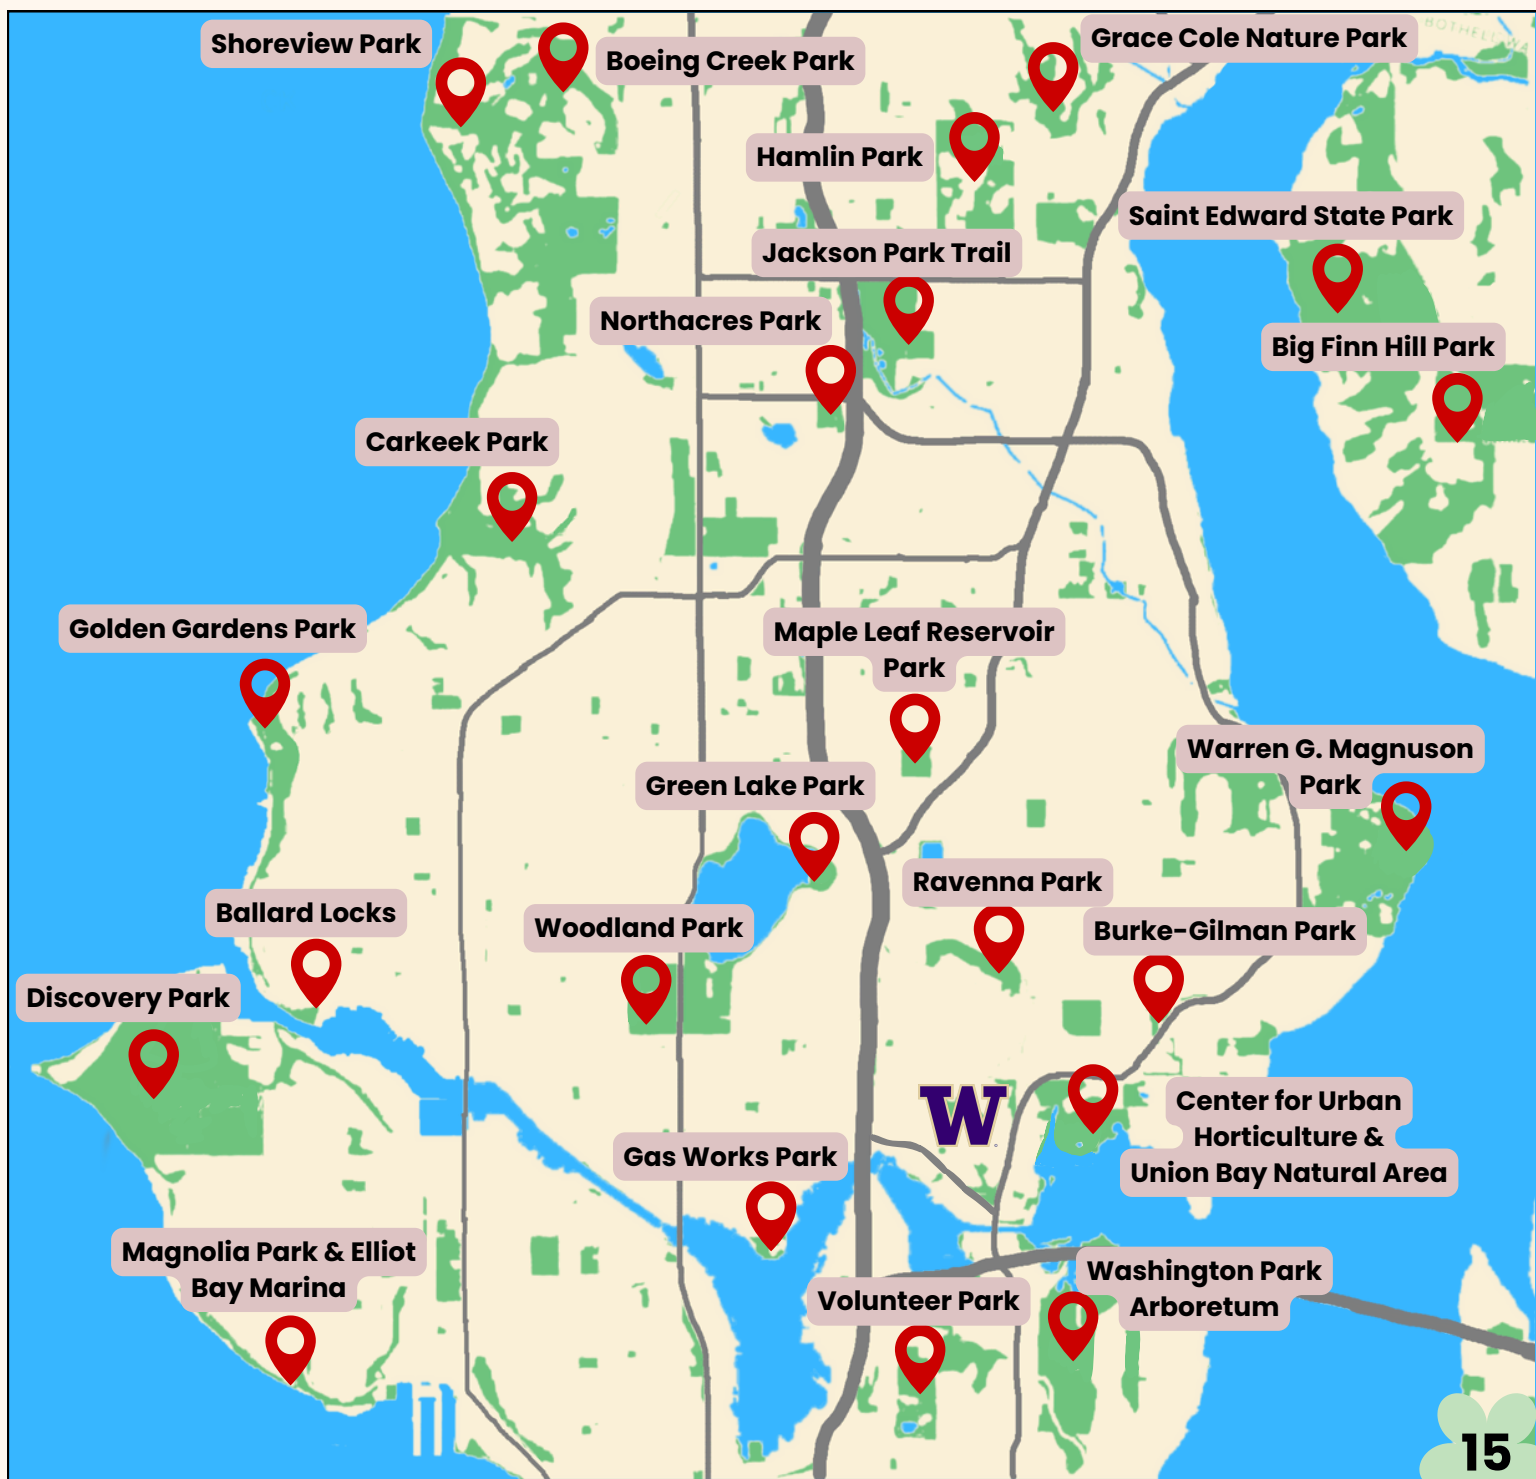 Shoreview Park
Boeing Creek Park
Grace Cole Nature Park
BOTHELL WA
Hamlin Park
Saint Edward State Park
Jackson Park Trail
Northacres Park
Big Finn Hill Park
Carkeek Park
Golden Gardens Park
Maple Leaf Reservoir
Park
Warren G. Magnuson
Park
Green Lake Park
Ravenna Park
Ballard Locks
Woodland Park
Burke-Gilman Park
Discovery Park
W
Center for Urban
Horticulture &
Union Bay Natural Area
Gas Works Park
Magnolia Park & Elliot
Bay Marina
Washington Park
Arboretum
Volunteer Park
15